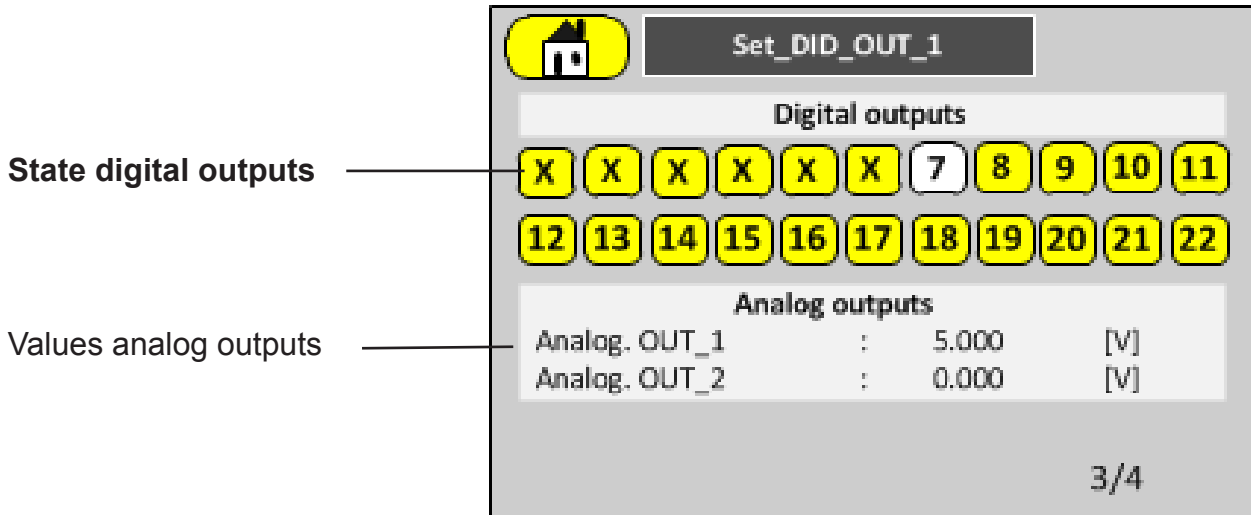 Set_DID_OUT_1
Digital outputs
State digital outputs
X X X X X X 7 8 9 10 11
12 13 14 15 16 17 18 19 20 21 22
Analog outputs
Values analog outputs
Analog. OUT_1 : 5.000 [V]
Analog. OUT_2 : 0.000 [V]
3/4